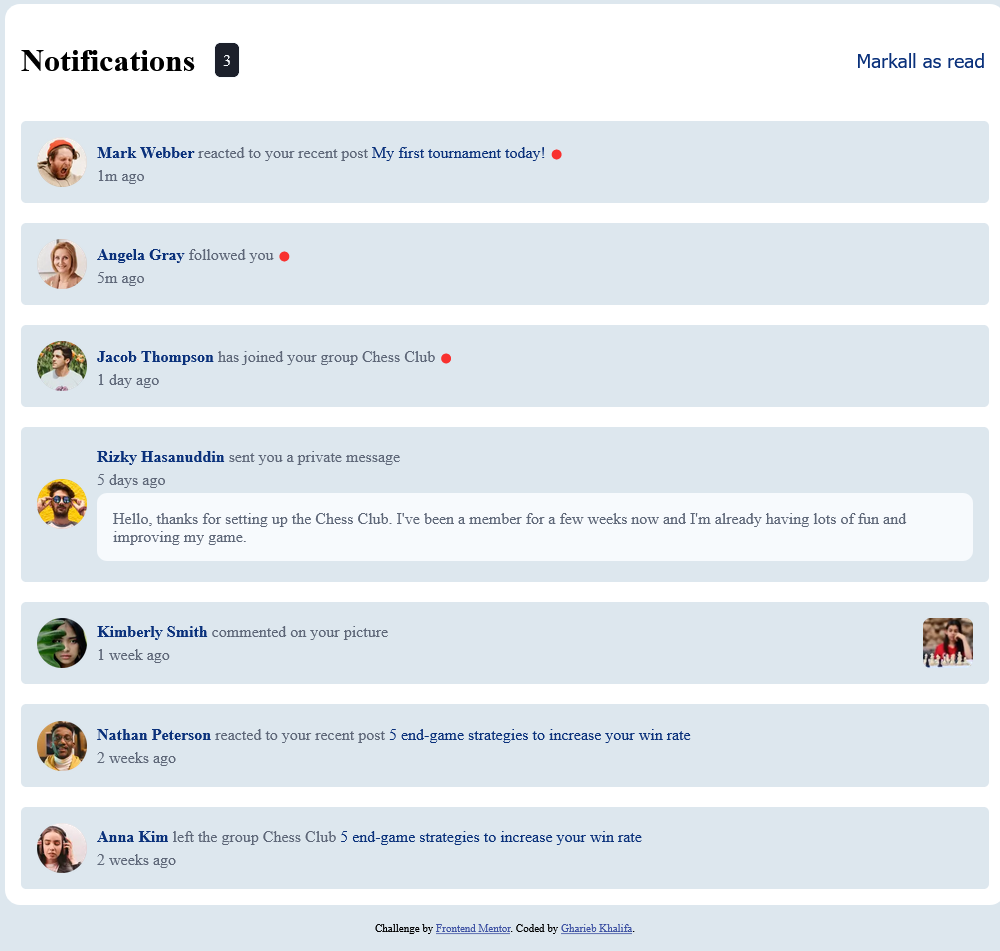 Notifications 3 Markall as read
Mark Webber reacted to your recent post My first tournament today!
1m ago
Angela Gray followed you
5m ago
Jacob Thompson has joined your group Chess Club
1 day ago
Rizky Hasanuddin sent you a private message
5 days ago
Hello, thanks for setting up the Chess Club. I've been a member for a few weeks now and I'm already having lots of fun and
improving my game.
Kimberly Smith commented on your picture
1 week ago
Nathan Peterson reacted to your recent post 5 end-game strategies to increase your win rate
2 weeks ago
Anna Kim left the group Chess Club 5 end-game strategies to increase your win rate
2 weeks ago
Challenge by Frontend Mentor. Coded by Gharieb Khalifa.